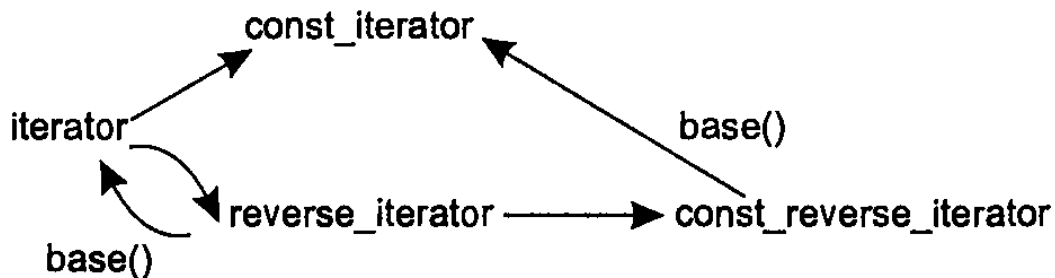 const_iterator
iterator
base()
reverse_iterator
const_reverse_iterator
base()